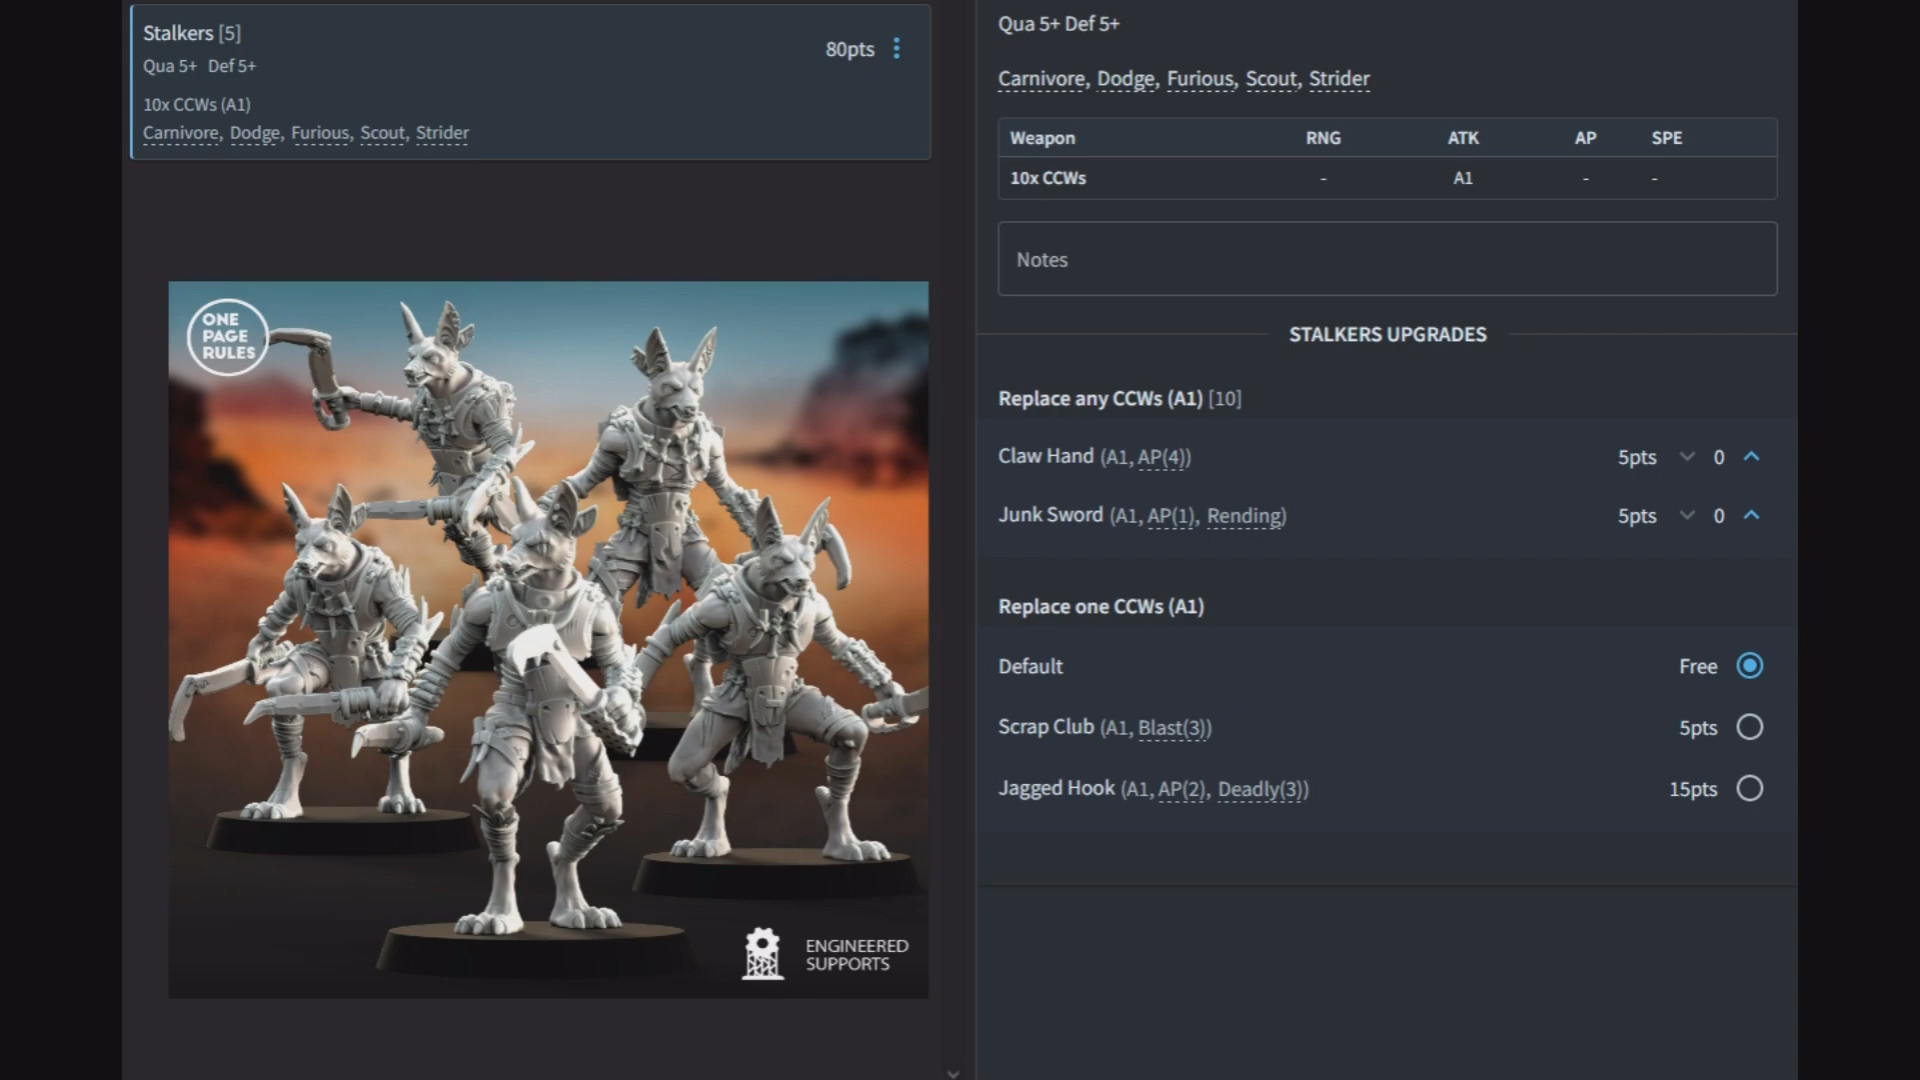 Stalkers [5]
80pts
Qua 5+ Def 5+
10x CCWs (A1)
Carnivore, Dodge, Furious, Scout, Strider
ONE
PAGE
RULES
ENGINEERED
SUPPORTS
Qua 5+ Def 5+
Carnivore, Dodge, Furious, Scout, Strider
Weapon RNG ATK AP SPE
10x CCWs - A1 - -
Notes
STALKERS UPGRADES
Replace any CCWs (A1) [10]
Claw Hand (A1, AP(4)) 5pts 0
Junk Sword (A1, AP(1), Rending) 5pts 0
Replace one CCWs (A1)
Default Free
Scrap Club (A1, Blast(3)) 5pts
Jagged Hook (A1, AP(2), Deadly(3)) 15pts